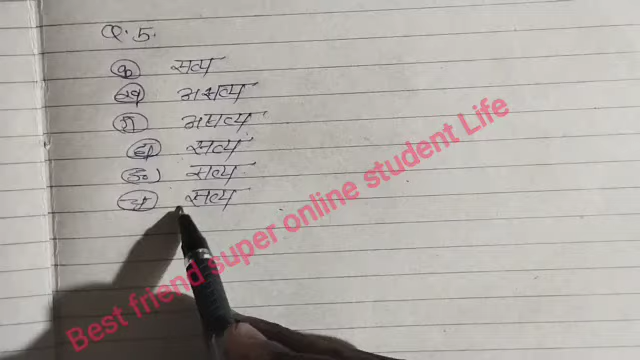 Q. 5.
क सत्य
ख असत्य
ग असत्य
घ सत्य
ङ सत्य
च सत्य
Best friend super online student Life